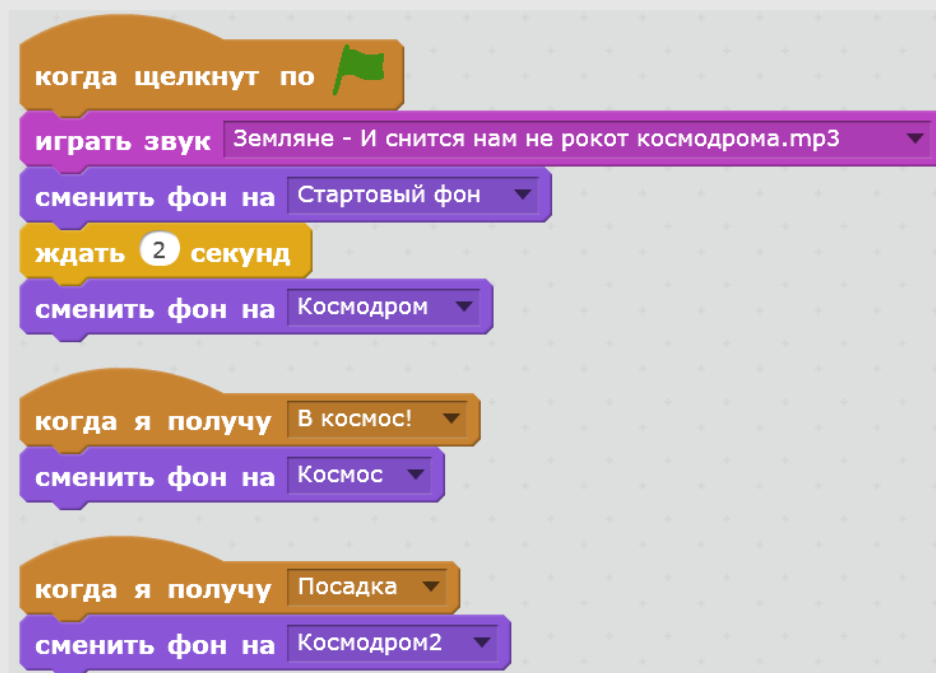 когда щелкнут по
играть звук Земляне - И снится нам не рокот космодрома.mp3
сменить фон на Стартовый фон
ждать 2 секунд
сменить фон на Космодром
когда я получу В космос!
сменить фон на Космос
когда я получу Посадка
сменить фон на Космодром2